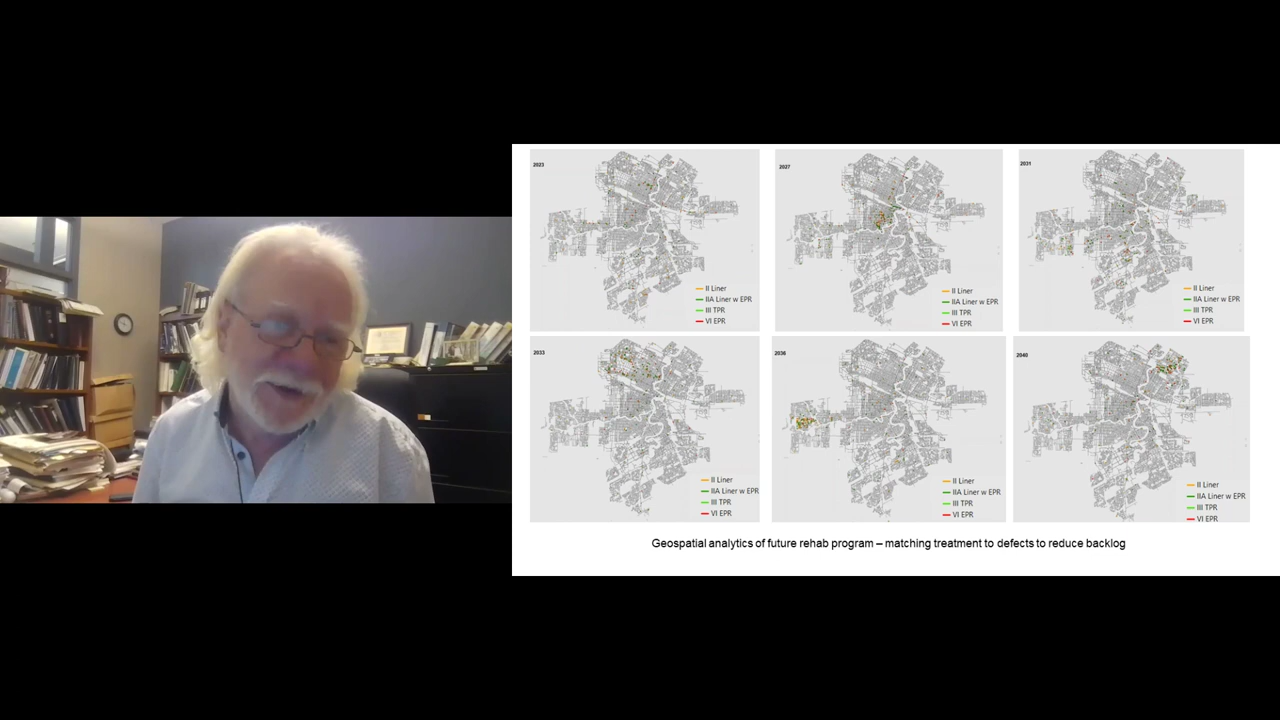 2023
II Liner
IIA Liner w EPR
III TPR
VI EPR
2027
II Liner
IIA Liner w EPR
III TPR
VI EPR
2031
II Liner
IIA Liner w EPR
III TPR
VI EPR
2033
II Liner
IIA Liner w EPR
III TPR
VI EPR
2036
II Liner
IIA Liner w EPR
III TPR
VI EPR
2040
II Liner
IIA Liner w EPR
III TPR
VI EPR
Geospatial analytics of future rehab program – matching treatment to defects to reduce backlog